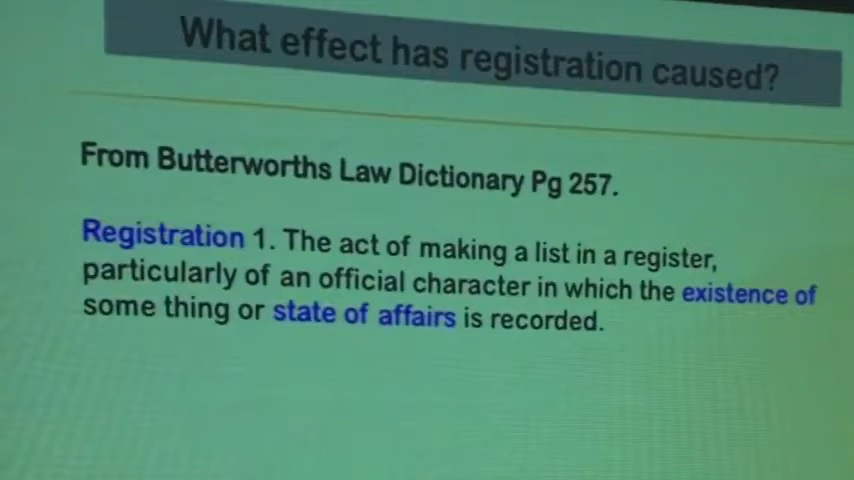 What effect has registration caused?
From Butterworths Law Dictionary Pg 257.
Registration 1. The act of making a list in a register,
particularly of an official character in which the existence of
some thing or state of affairs is recorded.